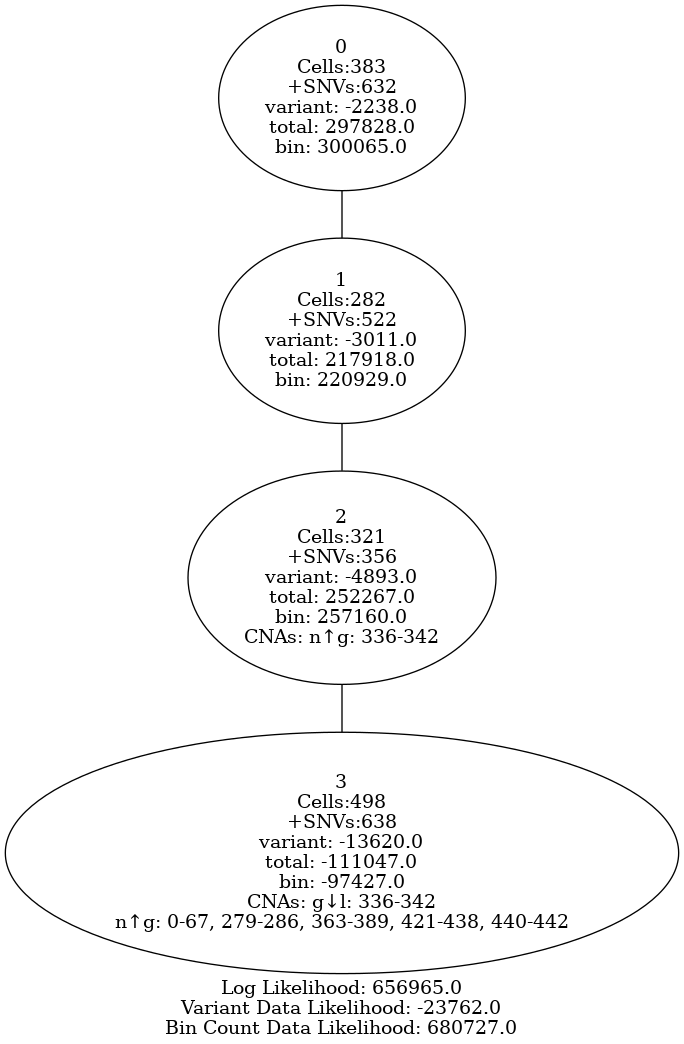 0
Cells:383
+SNVs:632
variant: -2238.0
total: 297828.0
bin: 300065.0
1
Cells:282
+SNVs:522
variant: -3011.0
total: 217918.0
bin: 220929.0
2
Cells:321
+SNVs:356
variant: -4893.0
total: 252267.0
bin: 257160.0
CNAs: n↑g: 336-342
3
Cells:498
+SNVs:638
variant: -13620.0
total: -111047.0
bin: -97427.0
CNAs: g↓l: 336-342
n↑g: 0-67, 279-286, 363-389, 421-438, 440-442
Log Likelihood: 656965.0
Variant Data Likelihood: -23762.0
Bin Count Data Likelihood: 680727.0